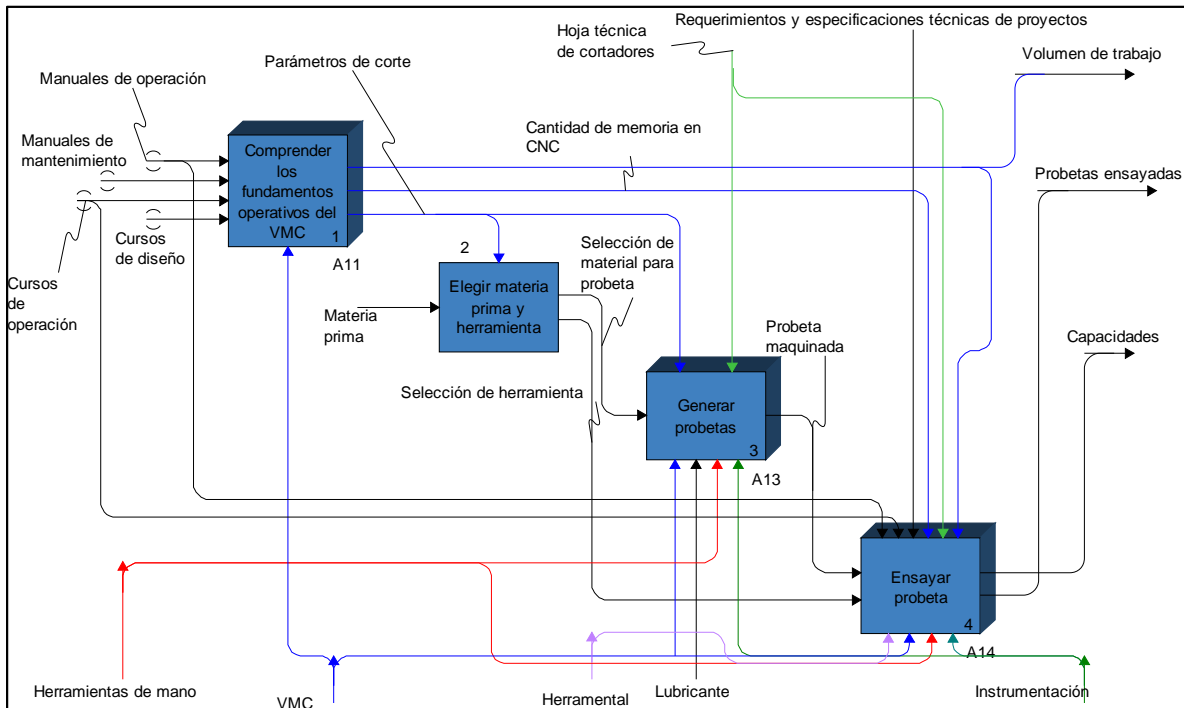 Requerimientos y especificaciones técnicas de proyectos
Hoja técnica
de cortadores
Volumen de trabajo
Parámetros de corte
Manuales de operación
Cantidad de memoria en
CNC
Manuales de
mantenimiento
Comprender
los
fundamentos
operativos del
VMC
1
A11
Probetas ensayadas
Cursos
de diseño
Cursos
de
operación
2
Elegir materia
prima y
herramienta
Materia
prima
Selección de
material para
probeta
Probeta
maquinada
Capacidades
Selección de herramienta
Generar
probetas
3
A13
Ensayar
probeta
4
A14
Herramientas de mano
VMC
Herramental
Lubricante
Instrumentación